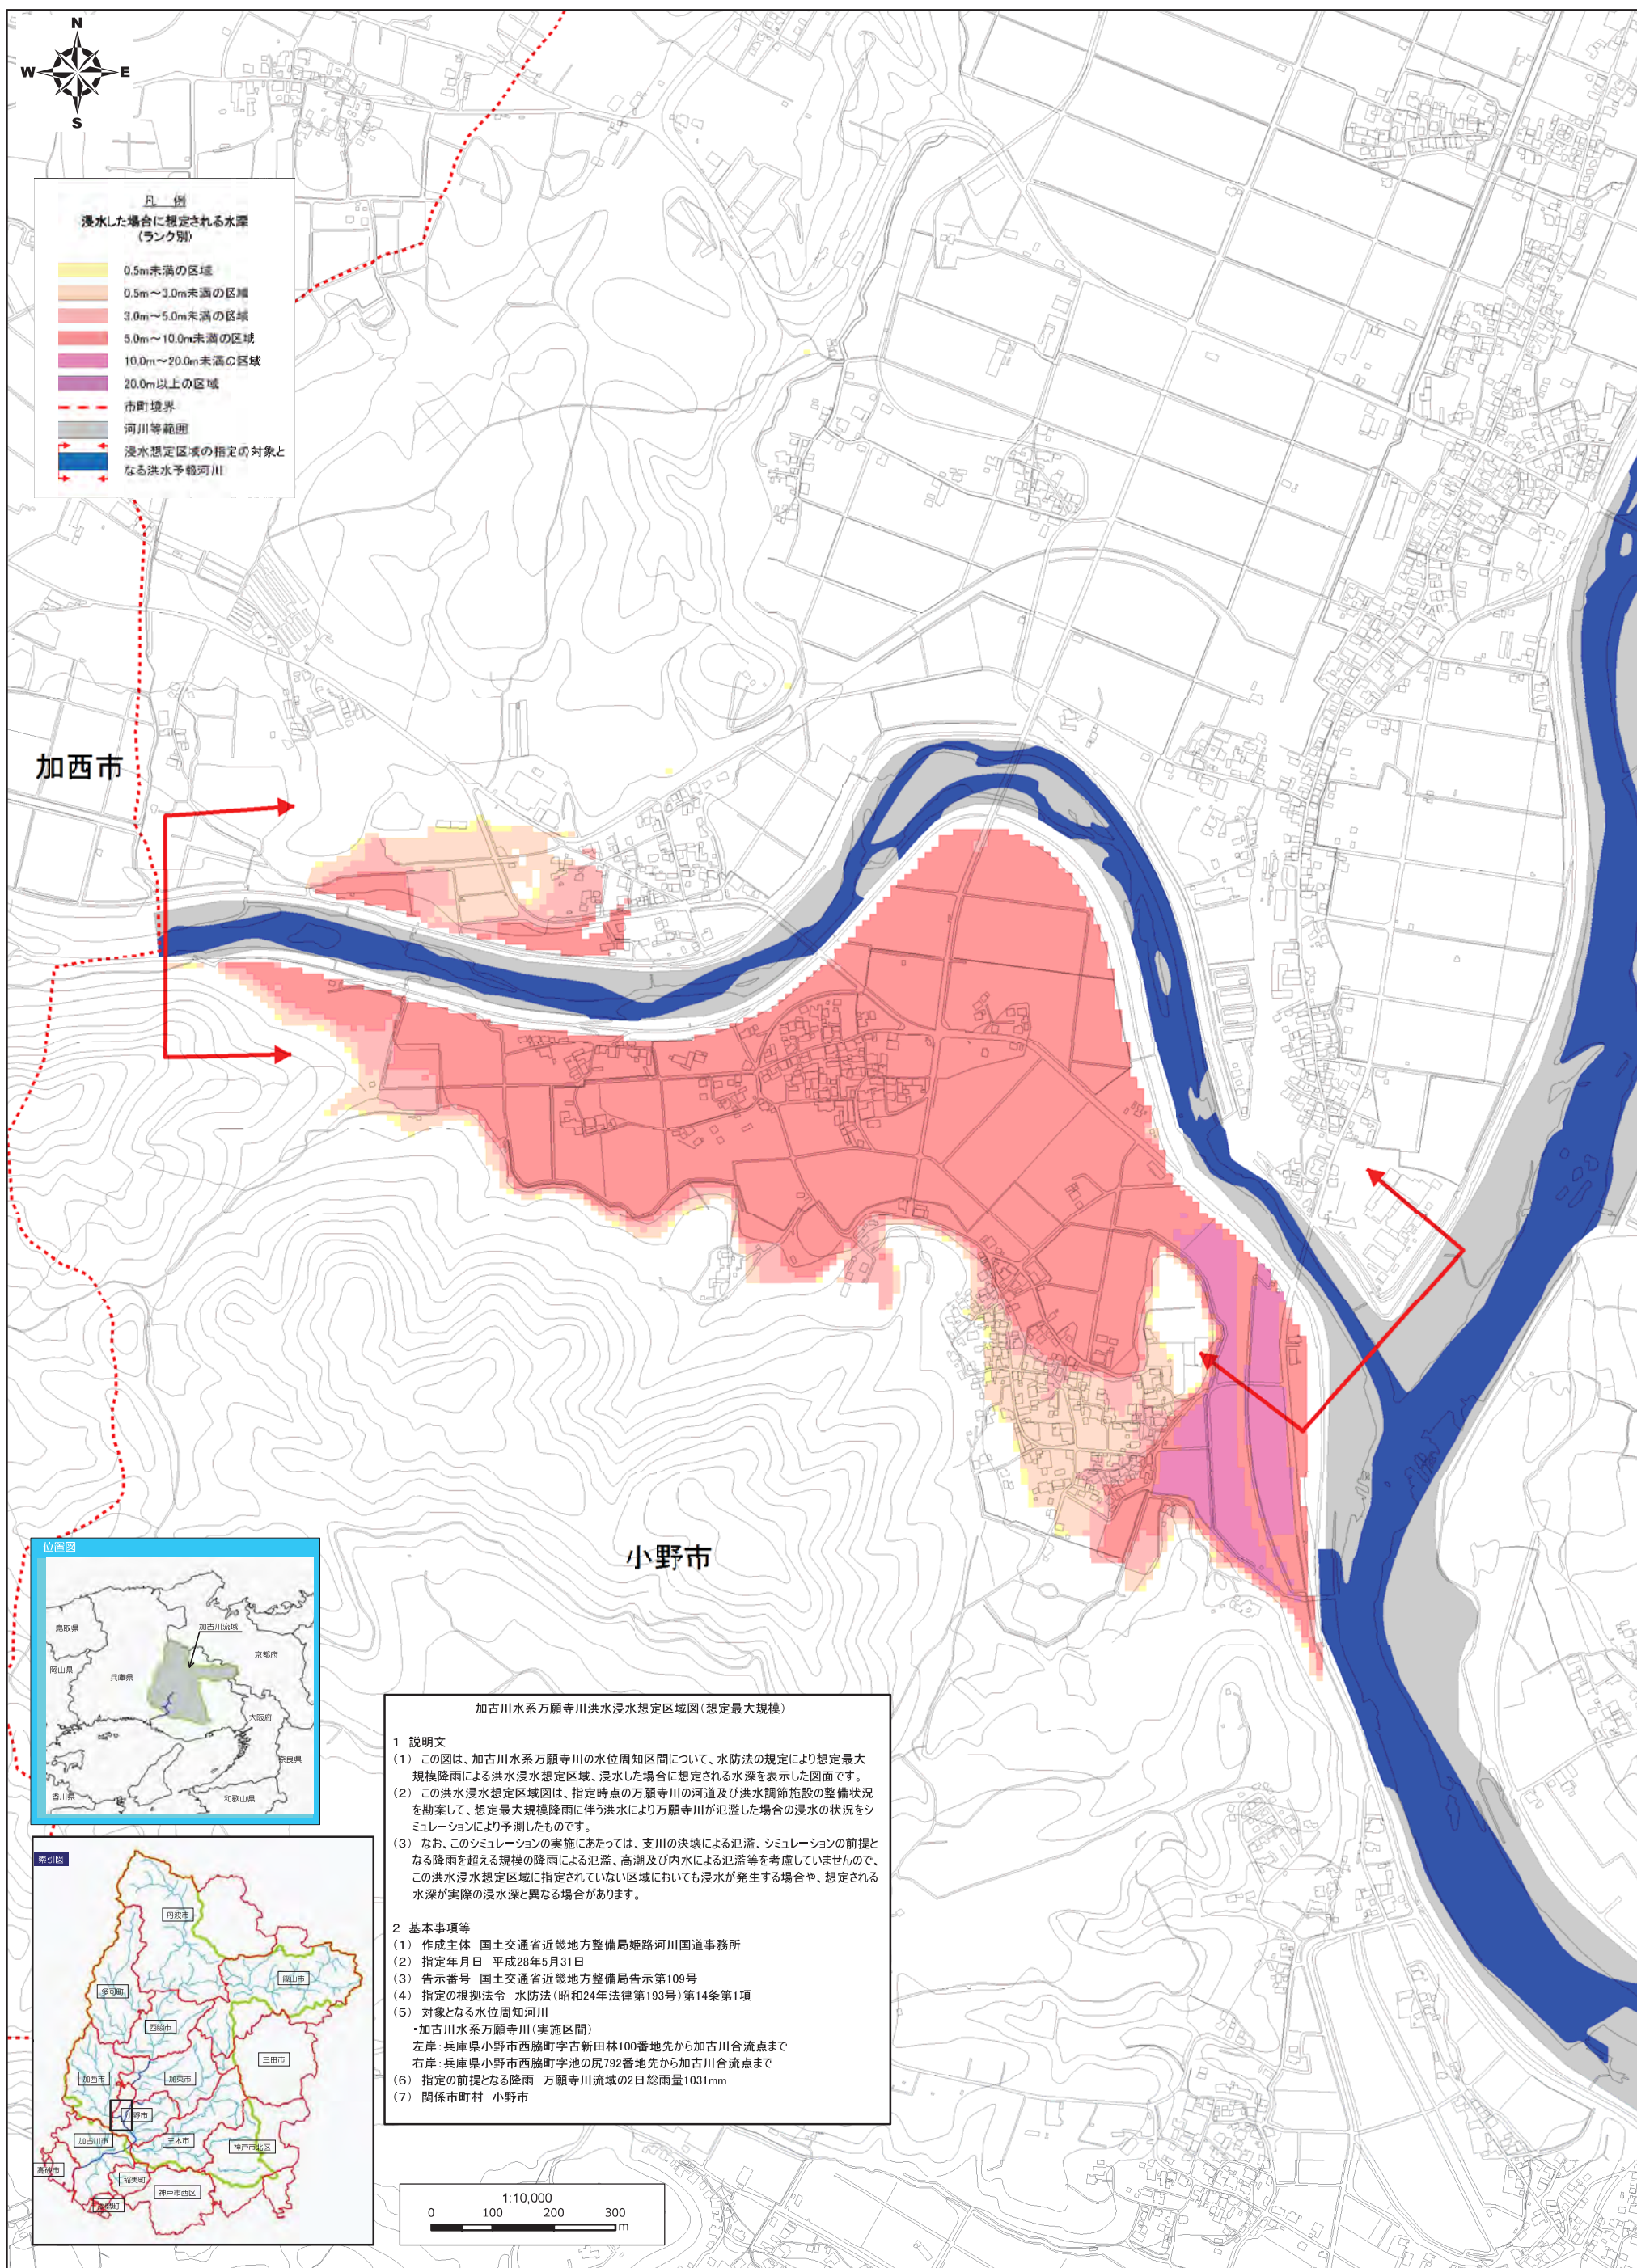 N
W
E
S
凡 例
浸水した場合に想定される水深
(ランク別)
0.5m未満の区域
0.5m～3.0m未満の区域
3.0m～5.0m未満の区域
5.0m～10.0m未満の区域
10.0m～20.0m未満の区域
20.0m以上の区域
市町境界
河川等範囲
浸水想定区域の指定の対象と
なる洪水予報河川
加西市
小野市
位置図
鳥取県
加古川流域
京都府
岡山県
兵庫県
大阪府
奈良県
香川県
和歌山県
索引図
丹波市
篠山市
多可町
西脇市
三田市
加西市
加東市
小野市
加古川市
三木市
神戸市北区
高砂市
稲美町
神戸市西区
播磨町
加古川水系万願寺川洪水浸水想定区域図（想定最大規模）
1 説明文
(1) この図は、加古川水系万願寺川の水位周知区間について、水防法の規定により想定最大
規模降雨による洪水浸水想定区域、浸水した場合に想定される水深を表示した図面です。
(2) この洪水浸水想定区域図は、指定時点の万願寺川の河道及び洪水調節施設の整備状況
を勘案して、想定最大規模降雨に伴う洪水により万願寺川が氾濫した場合の浸水の状況をシ
ミュレーションにより予測したものです。
(3) なお、このシミュレーションの実施にあたっては、支川の決壊による氾濫、シミュレーションの前提と
なる降雨を超える規模の降雨による氾濫、高潮及び内水による氾濫等を考慮していませんので、
この洪水浸水想定区域に指定されていない区域においても浸水が発生する場合や、想定される
水深が実際の浸水深と異なる場合があります。
2 基本事項等
(1) 作成主体 国土交通省近畿地方整備局姫路河川国道事務所
(2) 指定年月日 平成28年5月31日
(3) 告示番号 国土交通省近畿地方整備局告示第109号
(4) 指定の根拠法令 水防法（昭和24年法律第193号）第14条第1項
(5) 対象となる水位周知河川
・加古川水系万願寺川（実施区間）
左岸：兵庫県小野市西脇町字古新田林100番地先から加古川合流点まで
右岸：兵庫県小野市西脇町字池の尻792番地先から加古川合流点まで
(6) 指定の前提となる降雨 万願寺川流域の2日総雨量1031mm
(7) 関係市町村 小野市
1:10,000
0 100 200 300
m